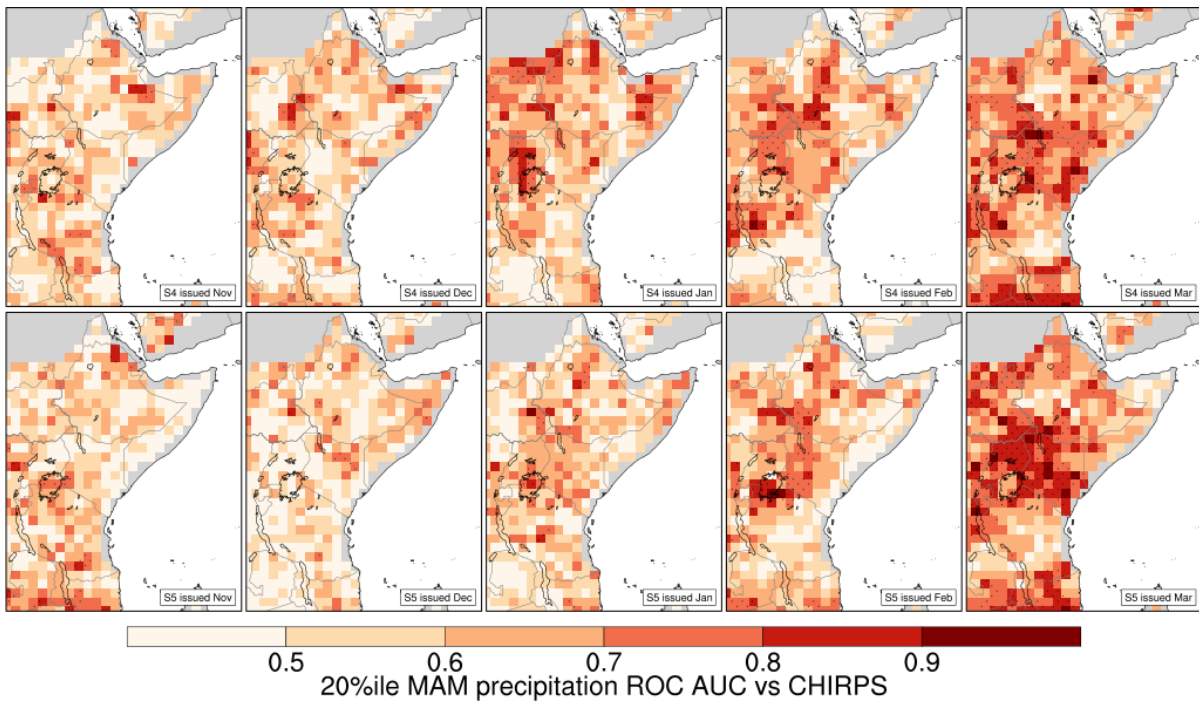 S4 issued Nov
S4 issued Dec
S4 issued Jan
S4 issued Feb
S4 issued Mar
S5 issued Nov
S5 issued Dec
S5 issued Jan
S5 issued Feb
S5 issued Mar
0.5 0.6 0.7 0.8 0.9
20%ile MAM precipitation ROC AUC vs CHIRPS